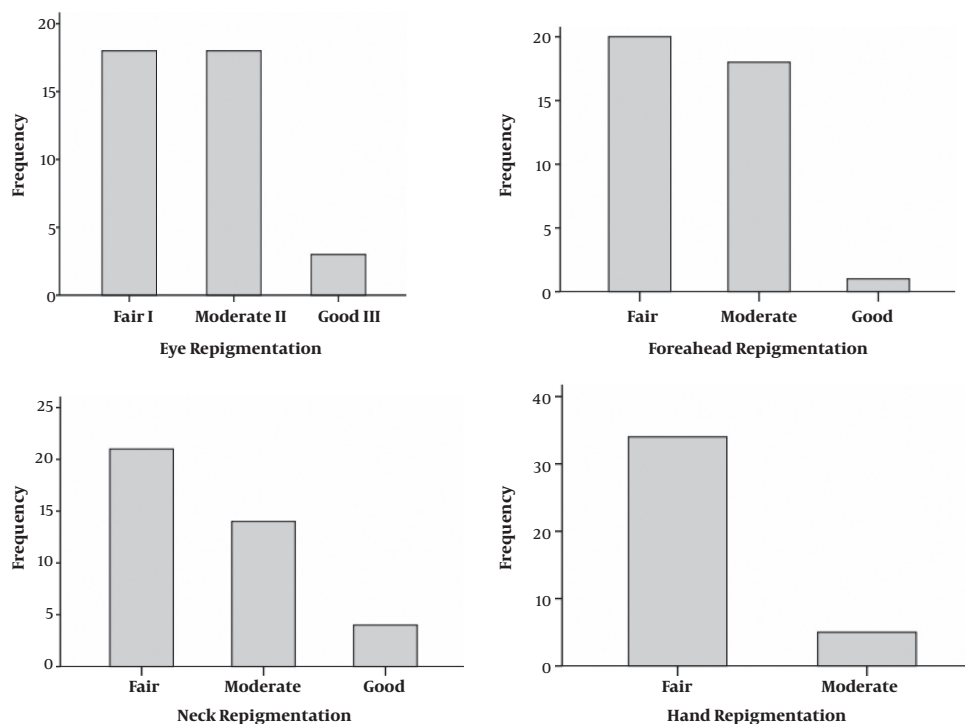 Frequency
20
15
10
5
0
Fair I Moderate II Good III
Eye Repigmentation
Frequency
20
15
10
5
0
Fair Moderate Good
Foreahead Repigmentation
Frequency
25
20
15
10
5
0
Fair Moderate Good
Neck Repigmentation
Frequency
40
30
20
10
0
Fair Moderate
Hand Repigmentation